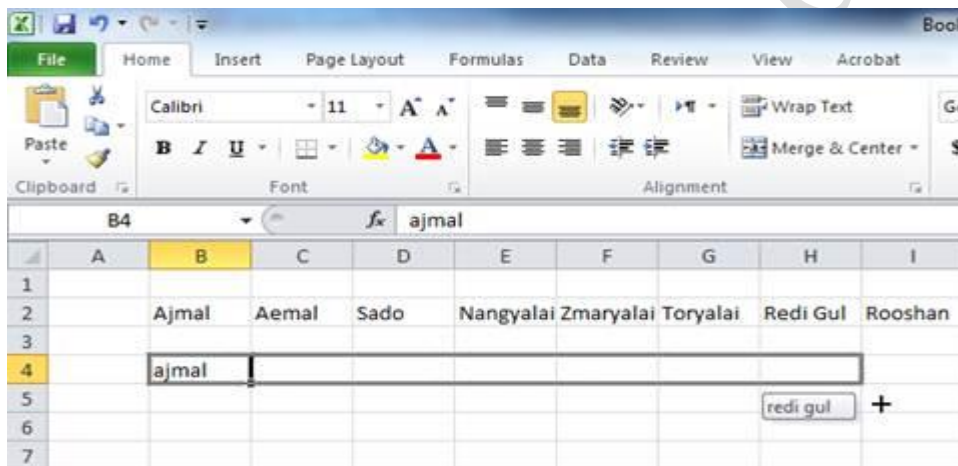 Bool
File Home Insert Page Layout Formulas Data Review View Acrobat
Calibri 11 A A Wrap Text
Paste B I U A Merge & Center
Clipboard Font Alignment
B4 fx ajmal
A B C D E F G H I
1
2 Ajmal Aemal Sado Nangyalai Zmaryalai Toryalai Redi Gul Rooshan
3
4 ajmal
5 redi gul
6
7